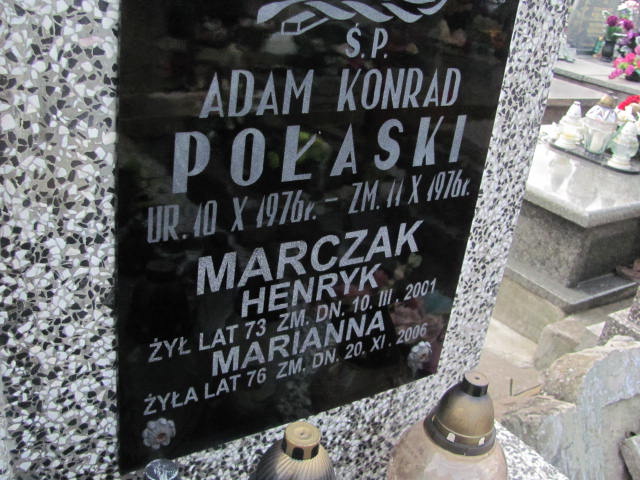 Ś.P.
ADAM KONRAD
POŁASKI
UR. 10 X 1976r. - ZM. 11 X 1976r.
MARCZAK
HENRYK
ŻYŁ LAT 73 ZM. DN. 10. III. 2001
MARIANNA
ŻYŁA LAT 76 ZM. DN. 20. XI. 2006